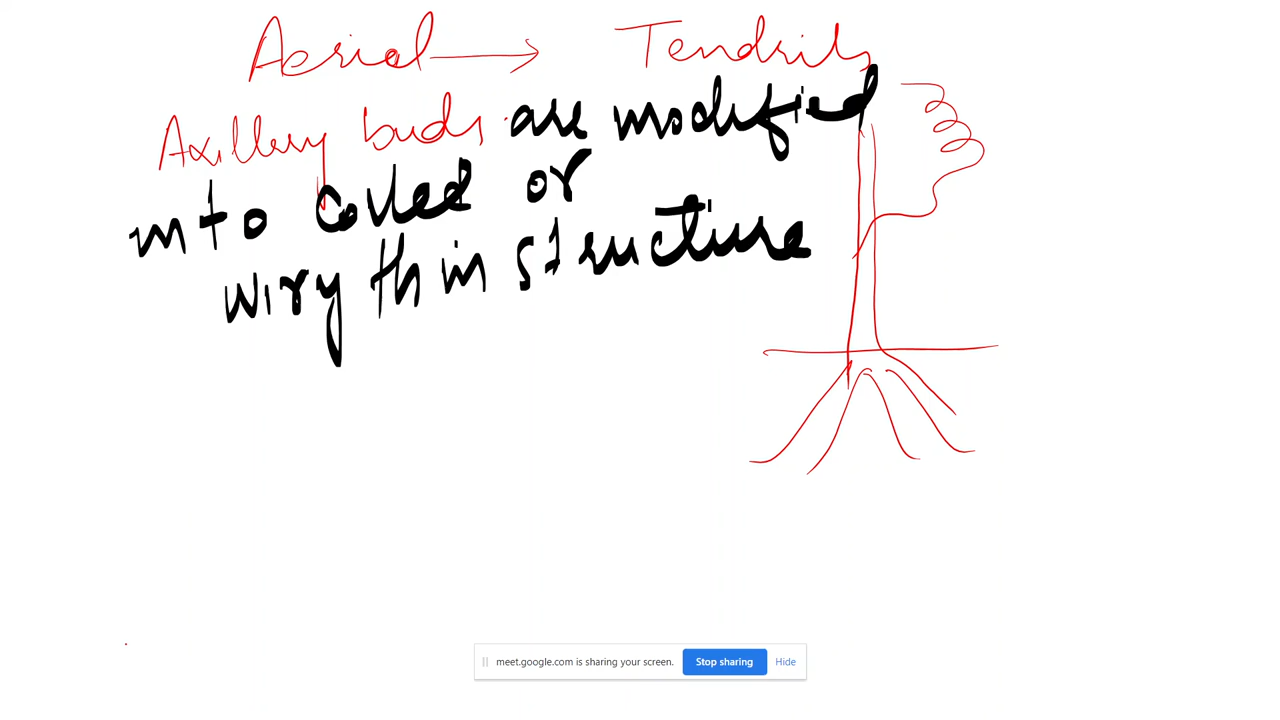 Aerial → Tendrils
Axillery buds are modified
into coiled or
wiry thin structure
meet.google.com is sharing your screen. Stop sharing Hide